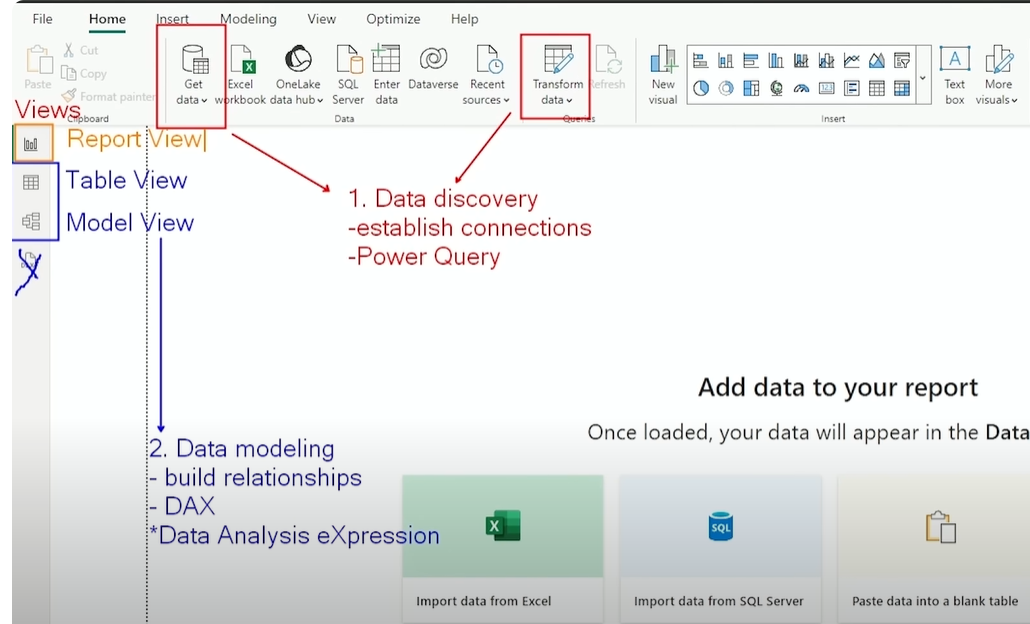 File Home Insert Modeling View Optimize Help
Paste
Cut
Copy
Format painter
Clipboard
Get data
Excel workbook
OneLake data hub
SQL Server
Enter data
Dataverse
Recent sources
Data
Transform data
Refresh
Queries
New visual
Text box
More visuals
Insert
Views
Report View
Table View
Model View
1. Data discovery
-establish connections
-Power Query
2. Data modeling
- build relationships
- DAX
*Data Analysis eXpression
Add data to your report
Once loaded, your data will appear in the Data
Import data from Excel
SQL
Import data from SQL Server
Paste data into a blank table